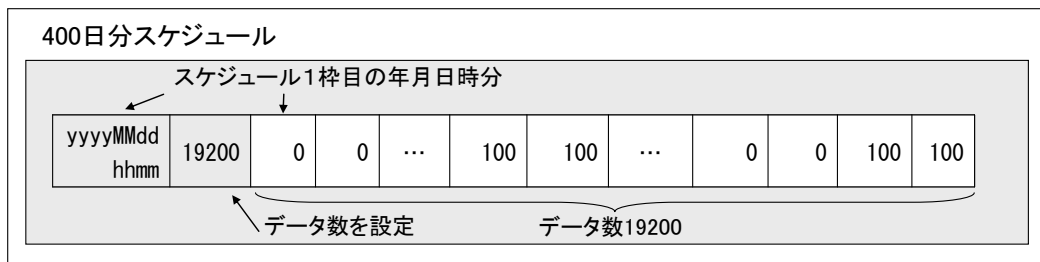 400日分スケジュール
スケジュール１枠目の年月日時分
yyyyMMdd
hhmm
19200 0 0 … 100 100 … 0 0 100 100
データ数を設定
データ数19200